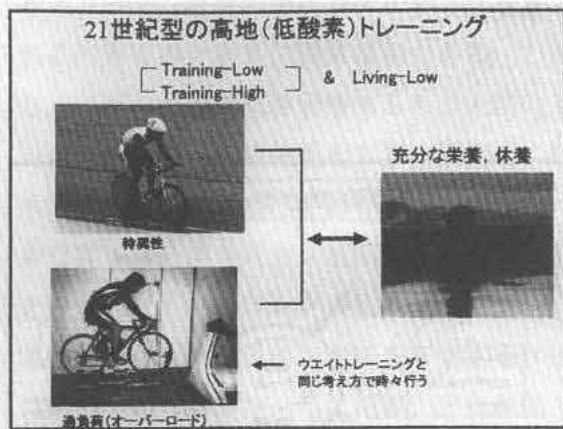 21世紀型の高地(低酸素)トレーニング
Training-Low
Training-High
& Living-Low
充分な栄養,休養
特異性
ウエイトトレーニングと
同じ考え方で時々行う
過負荷(オーバーロード)